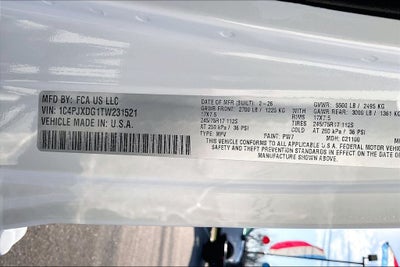 MFD BY: FCA US LLC
VIN: 1C4PJXDG1TW231521
VEHICLE MADE IN: U.S.A.
DATE OF MFR (BUILT): 2-26
GAWR FRONT: 2700 LB / 1225 KG
17X7.5
245/75R17 112S
AT 250 kPa / 36 PSI
TYPE: MPV
GVWR: 5500 LB / 2495 KG
GAWR REAR: 3000 LB / 1361 KG
RIMS 17X7.5
TIRES 245/75R17 112S
COLD AT 250 kPa / 36 PSI
PAINT: PW7 MDH: 021100
THIS VEHICLE CONFORMS TO ALL APPLICABLE U.S.A. FEDERAL MOTOR VEHICLE
SAFETY AND THEFT PREVENTION STANDARDS IN EFFECT ON THE DATE OF
MANUFACTURE SHOWN ABOVE.